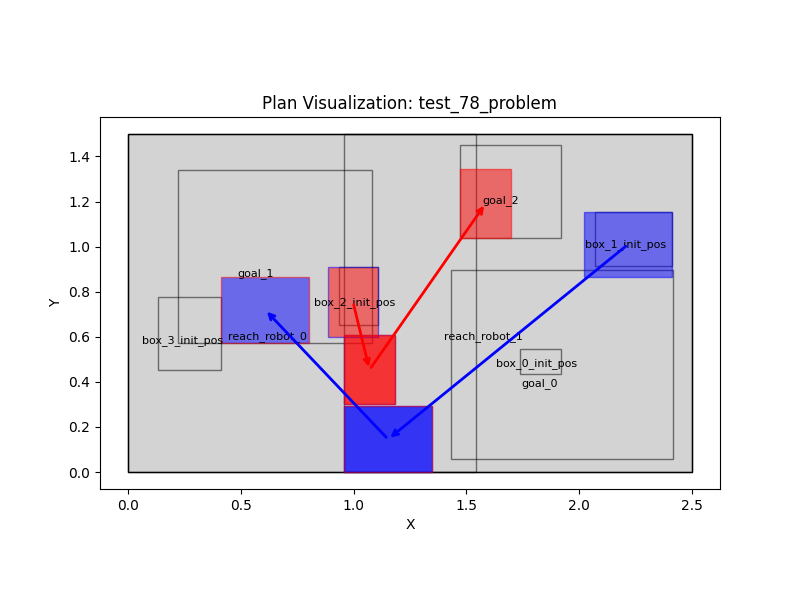 Plan Visualization: test_78_problem
1.4
1.2
1.0
0.8
0.6
0.4
0.2
0.0
Y
goal_2
box_1_init_pos
goal_1
box_2_init_pos
box_3_init_pos
reach_robot_0
reach_robot_1
box_0_init_pos
goal_0
0.0
0.5
1.0
1.5
2.0
2.5
X